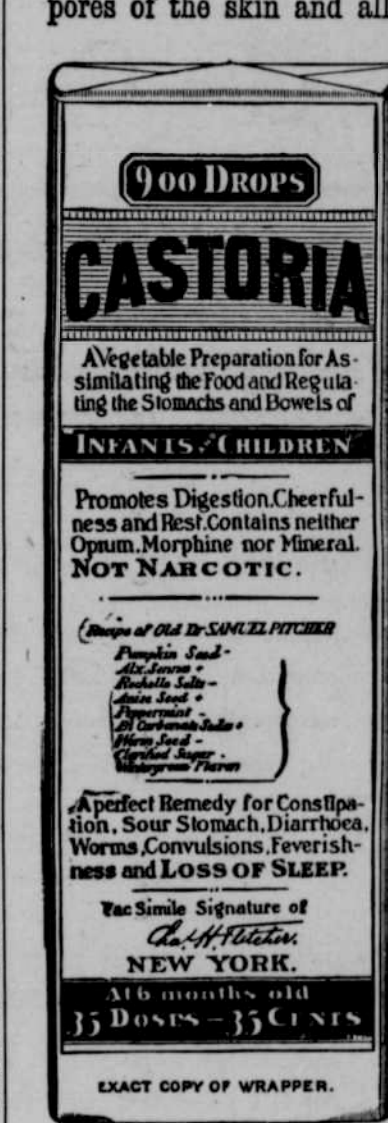 pores of the skin and all
900 DROPS
CASTORIA
A Vegetable Preparation for As-
similating the Food and Regula-
ting the Stomachs and Bowels of
INFANTS AND CHILDREN
Promotes Digestion.Cheerful-
ness and Rest.Contains neither
Opium.Morphine nor Mineral.
NOT NARCOTIC.
Recipe of Old Dr SAMUEL PITCHER
Pumpkin Seed -
Alx.Senna +
Rochelle Salts -
Anise Seed +
Peppermint -
Bi Carbonate Soda +
Worm Seed -
Clarified Sugar .
Wintergreen Flavor
A perfect Remedy for Constipa-
tion, Sour Stomach,Diarrhoea,
Worms,Convulsions,Feverish-
ness and LOSS OF SLEEP.
Fac Simile Signature of
Chas. H. Fletcher.
NEW YORK.
At 6 months old
35 DOSES – 35 CENTS
EXACT COPY OF WRAPPER.